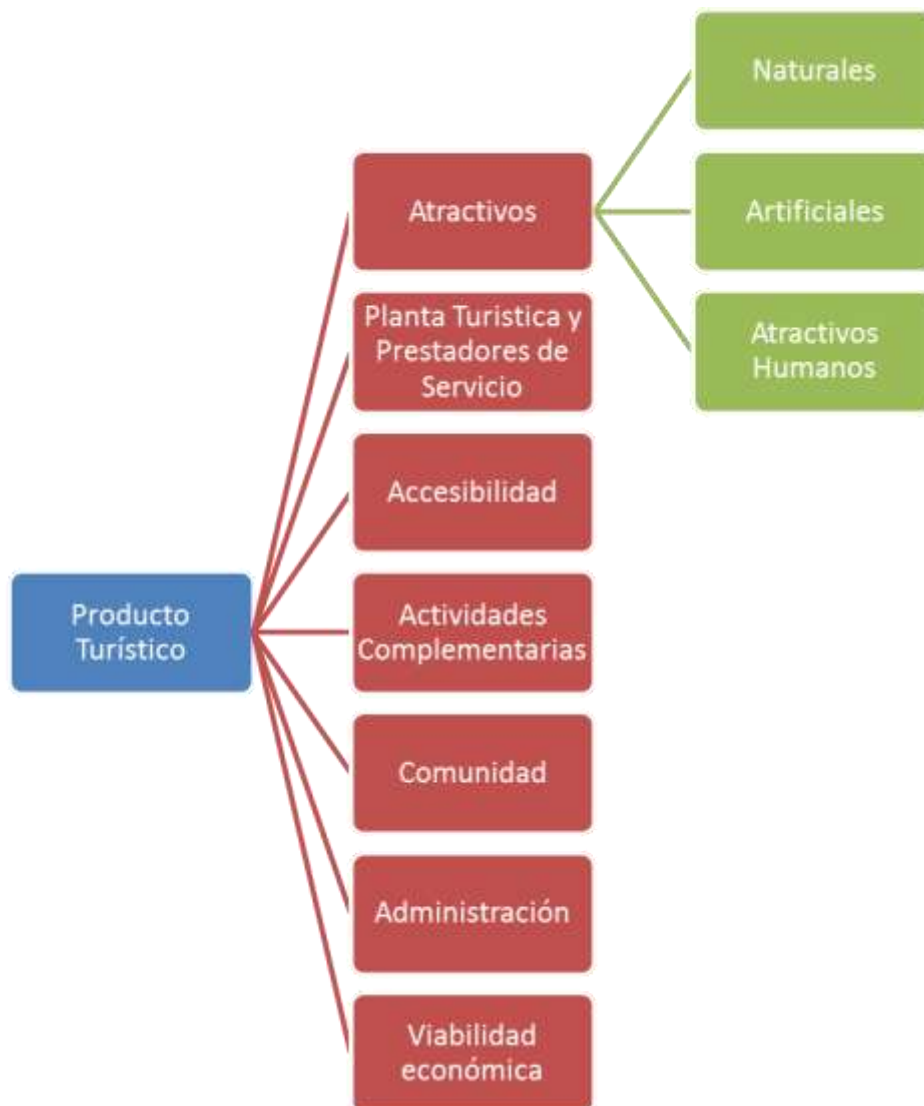 Naturales
Atractivos
Artificiales
Planta Turistica y
Prestadores de
Servicio
Atractivos
Humanos
Accesibilidad
Producto
Turístico
Actividades
Complementarias
Comunidad
Administración
Viabilidad
económica